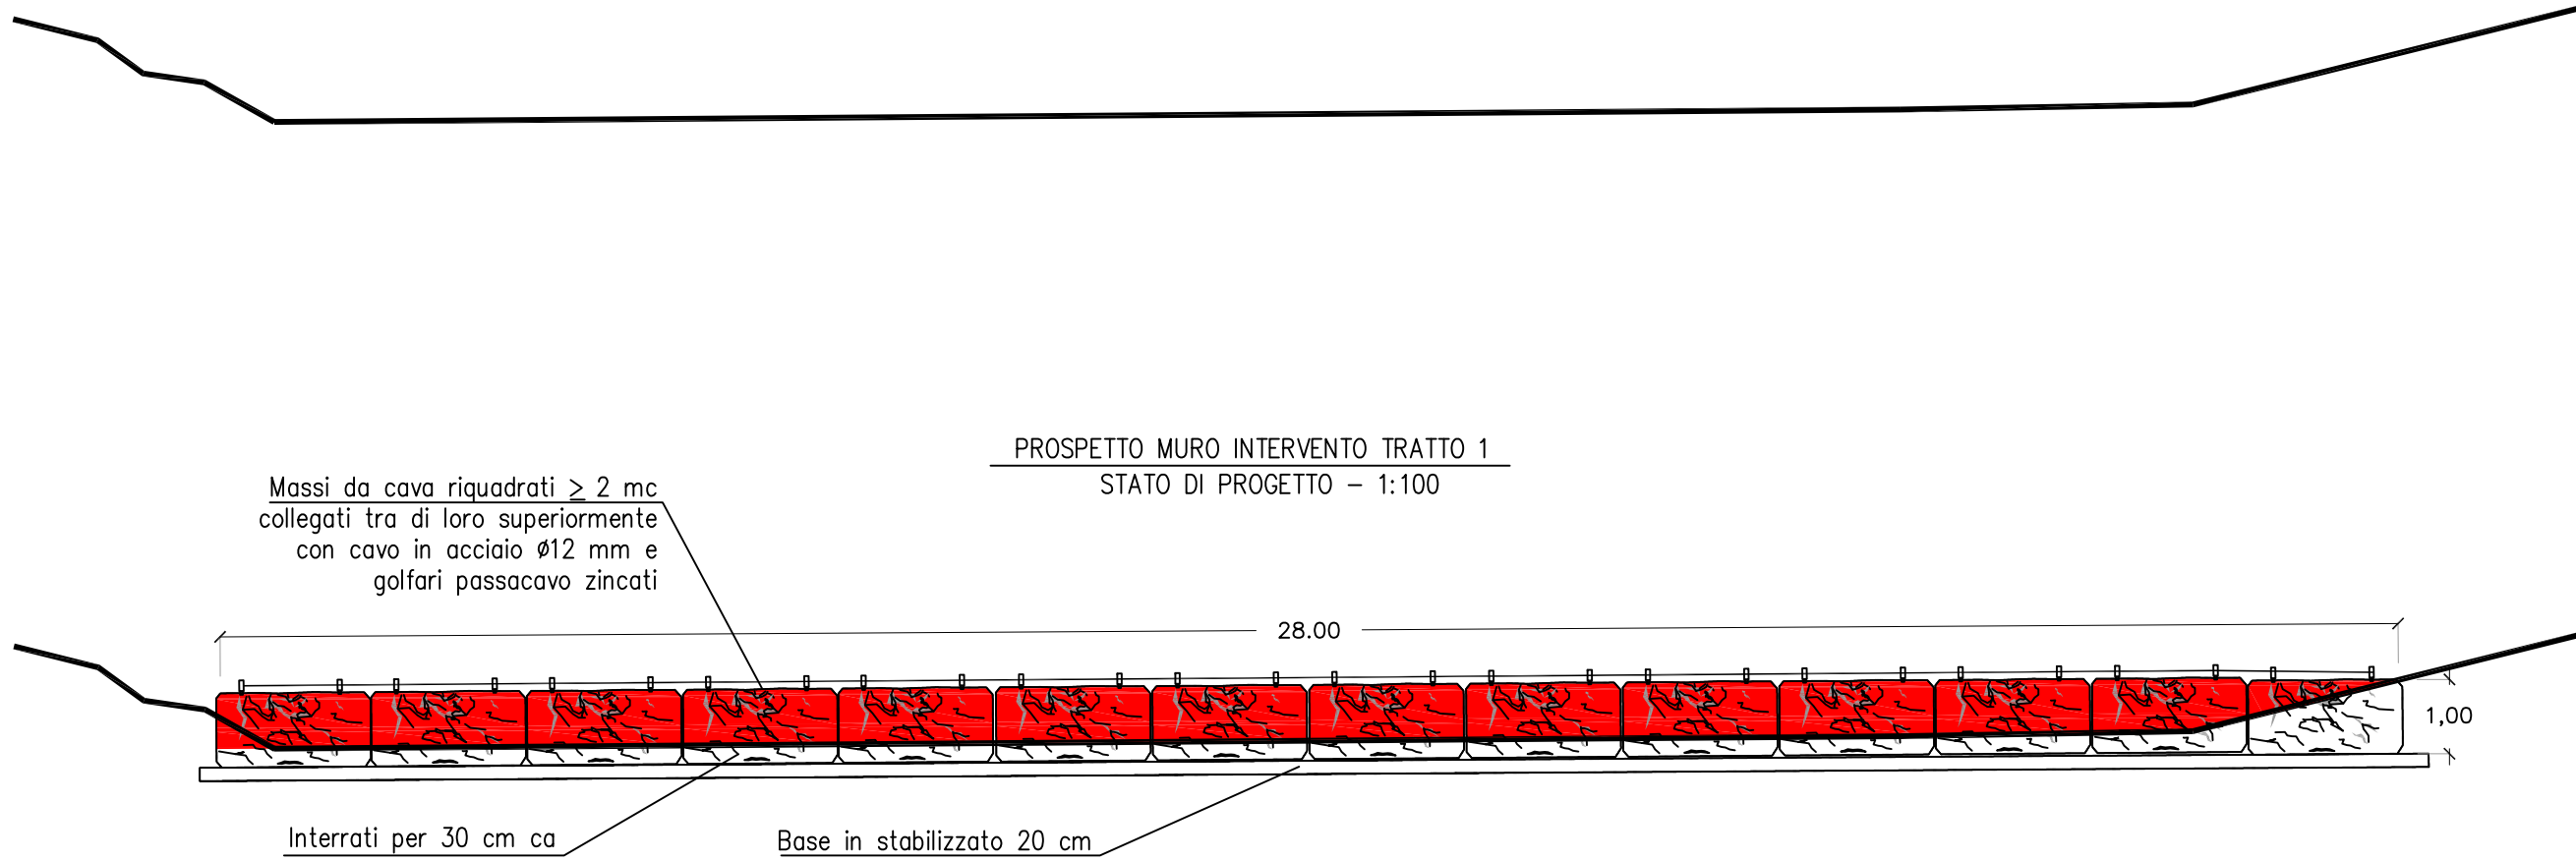 PROSPETTO MURO INTERVENTO TRATTO 1
STATO DI PROGETTO – 1:100
Massi da cava riquadrati ≥ 2 mc
collegati tra di loro superiormente
con cavo in acciaio ø12 mm e
golfari passacavo zincati
28.00
1,00
Interrati per 30 cm ca
Base in stabilizzato 20 cm